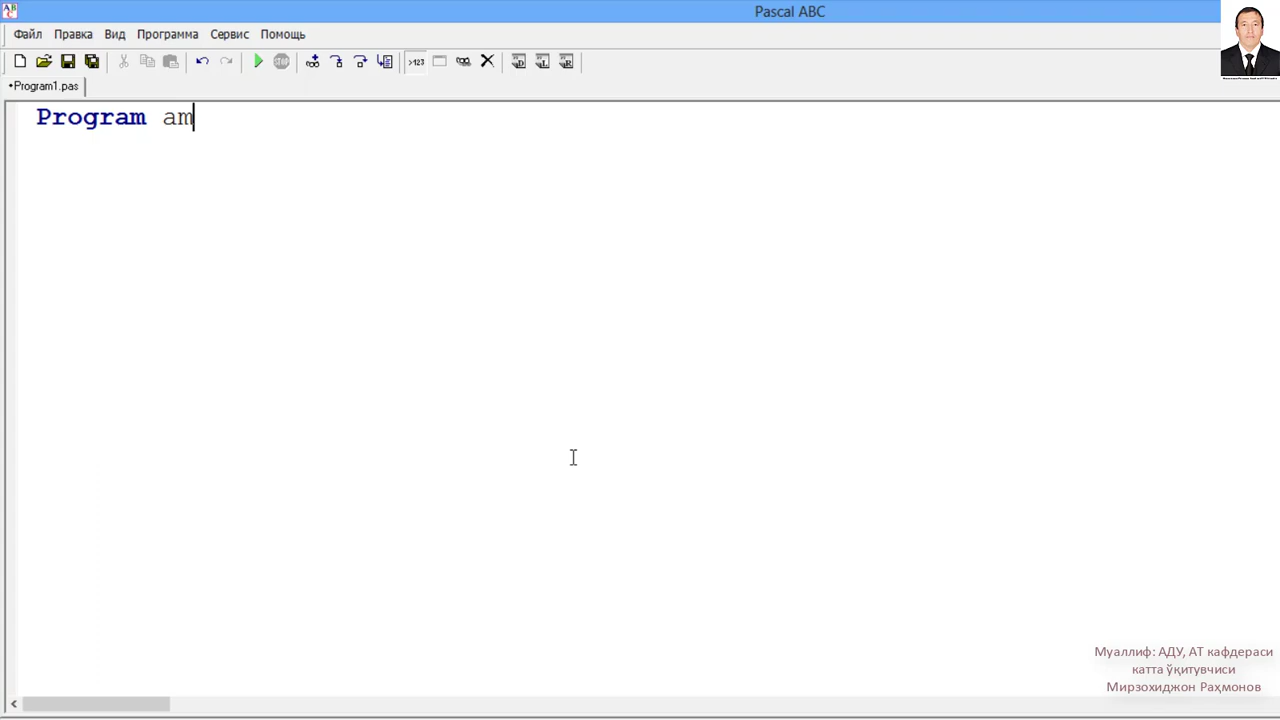 Pascal ABC
Файл Правка Вид Программа Сервис Помощь
•Program1.pas
Program am
Муаллиф: АДУ, АТ кафедераси
катта ўқитувчиси
Мирзохиджон Раҳмонов